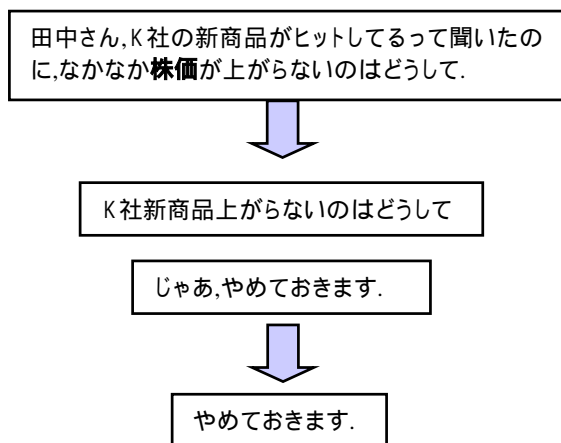 田中さん,K社の新商品がヒットしてるって聞いたの
に,なかなか株価が上がらないのはどうして.
K社新商品上がらないのはどうして
じゃあ,やめておきます.
やめておきます.